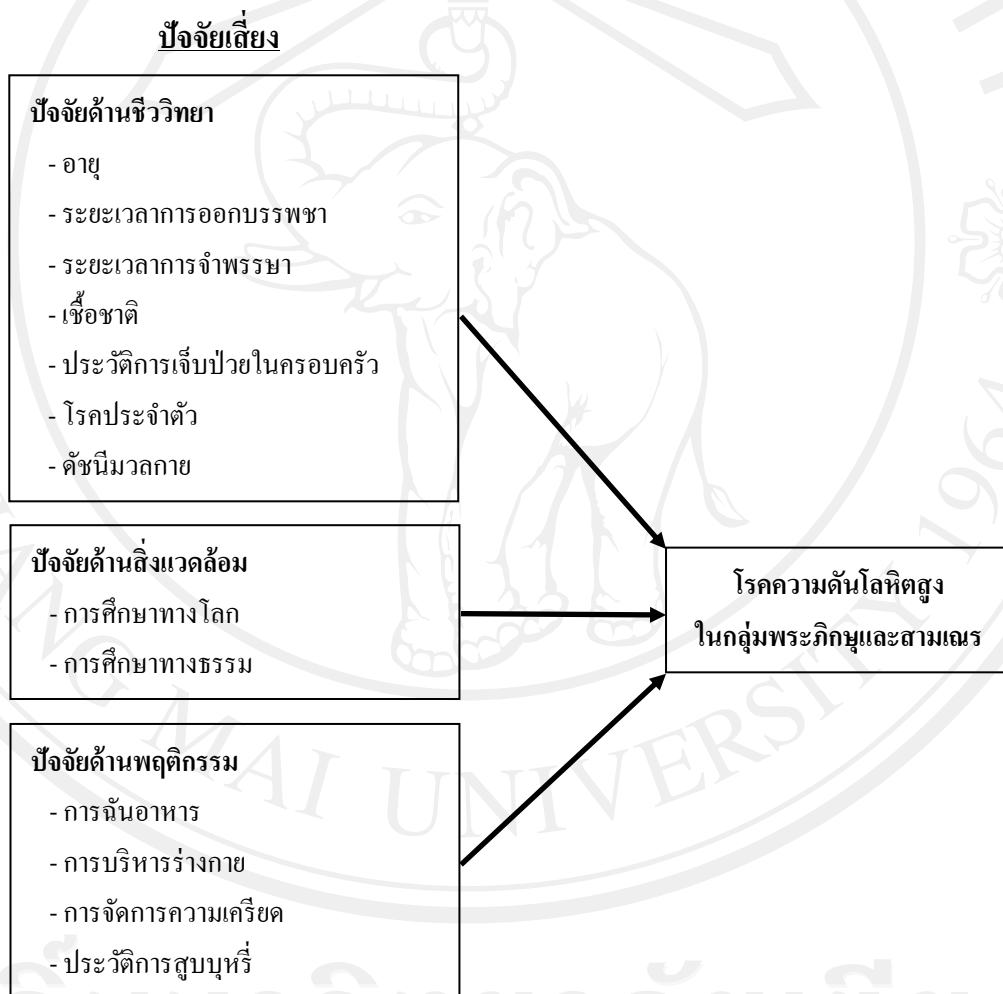 ปัจจัยเสี่ยง
ปัจจัยด้านชีววิทยา
- อายุ
- ระยะเวลาการออกบรรพชา
- ระยะเวลาการจำพรรษา
- เชื้อชาติ
- ประวัติการเจ็บป่วยในครอบครัว
- โรคประจำตัว
- ดัชนีมวลกาย
ปัจจัยด้านสิ่งแวดล้อม
- การศึกษาทางโลก
- การศึกษาทางธรรม
ปัจจัยด้านพฤติกรรม
- การฉันอาหาร
- การบริหารร่างกาย
- การจัดการความเครียด
- ประวัติการสูบบุหรี่
โรคความดันโลหิตสูง
ในกลุ่มพระภิกษุและสามเณร
ANG MAI UNIVERSITY 1964